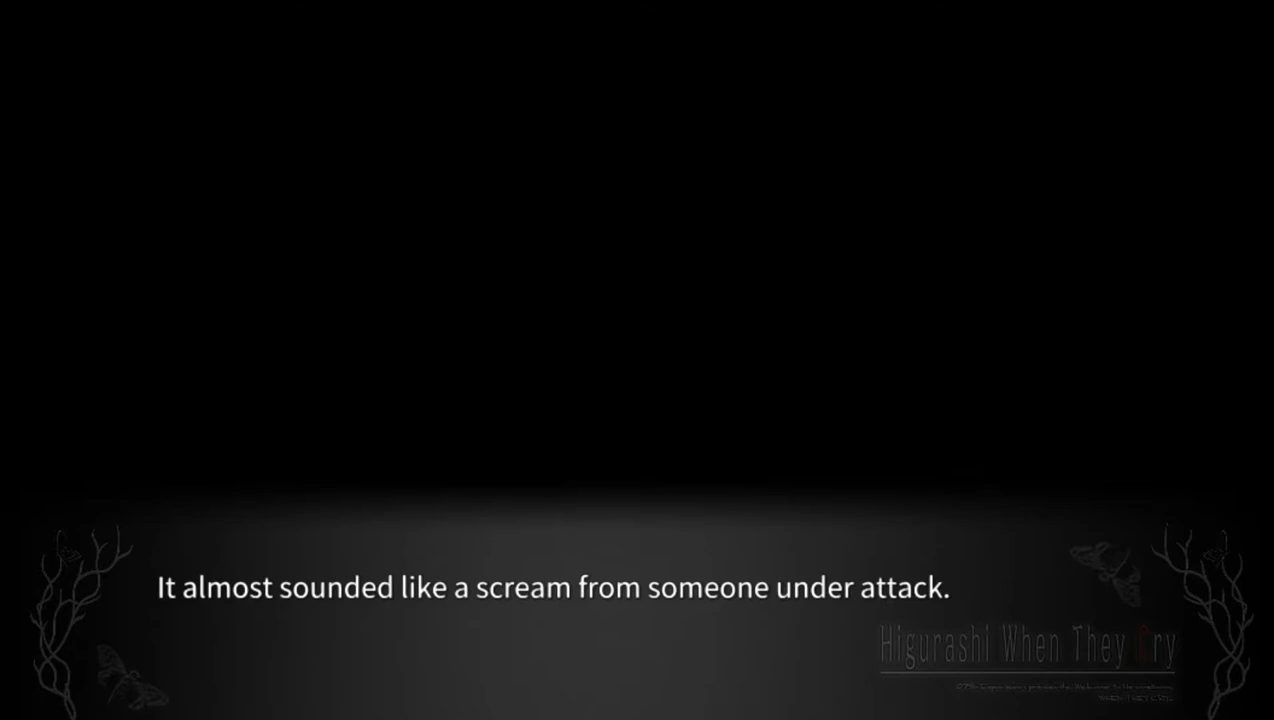 It almost sounded like a scream from someone under attack.
Higurashi When They Cry